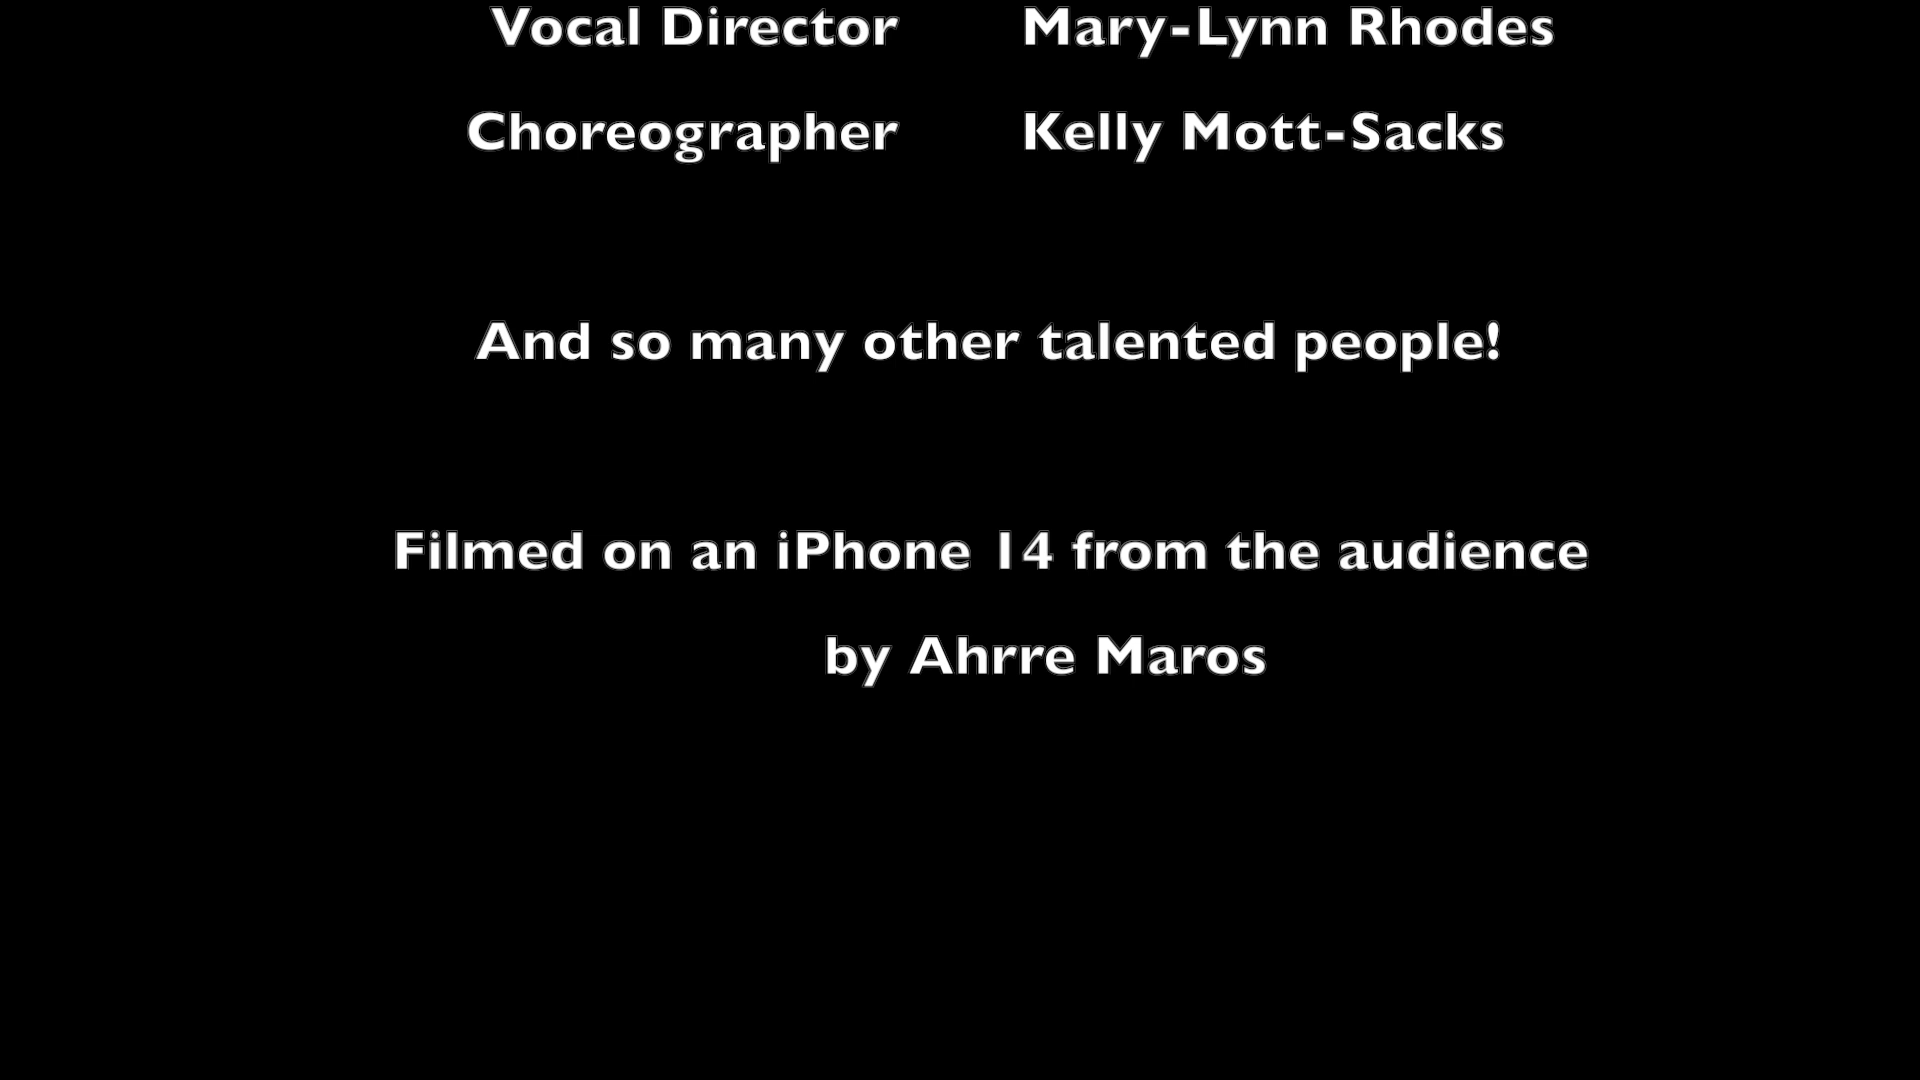 Vocal Director Mary-Lynn Rhodes
Choreographer Kelly Mott-Sacks
And so many other talented people!
Filmed on an iPhone 14 from the audience
by Ahrre Maros